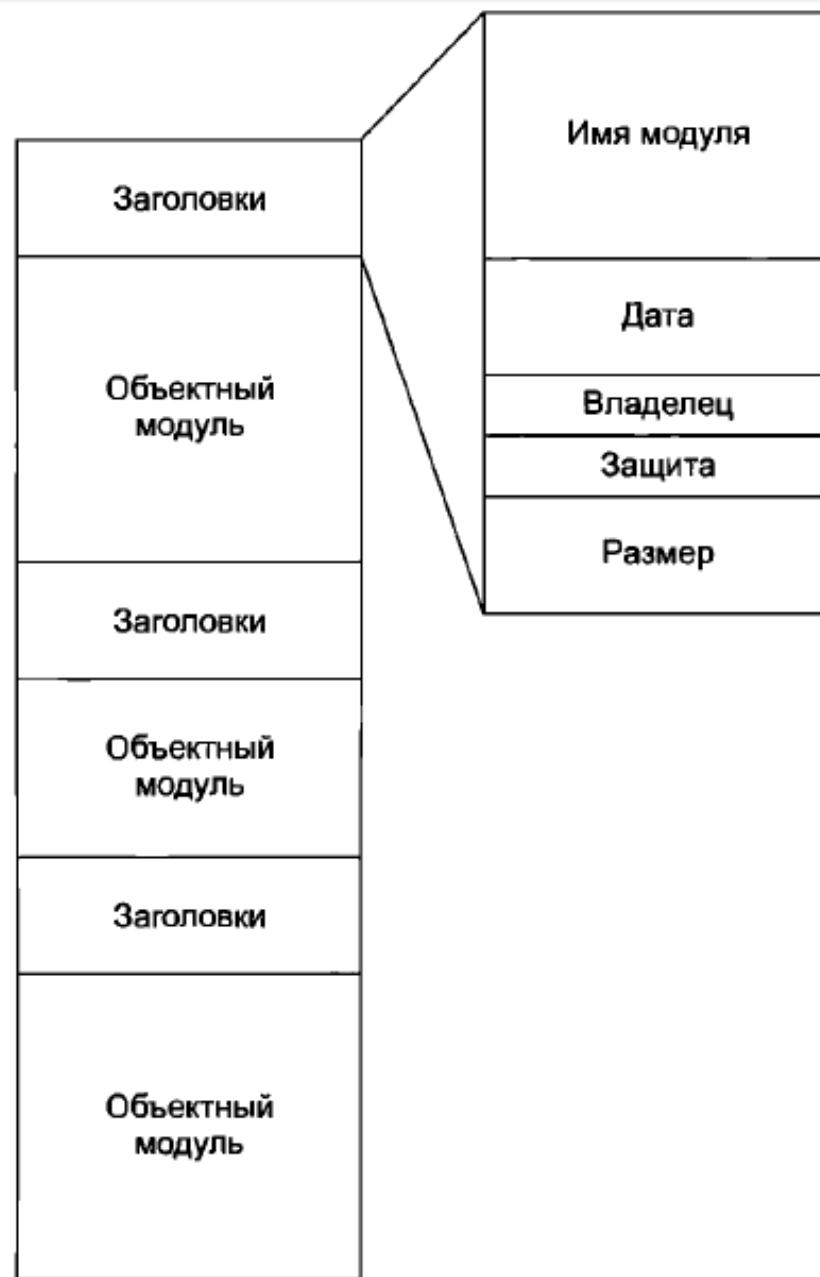 Заголовки
Объектный
модуль
Заголовки
Объектный
модуль
Заголовки
Объектный
модуль
Имя модуля
Дата
Владелец
Защита
Размер